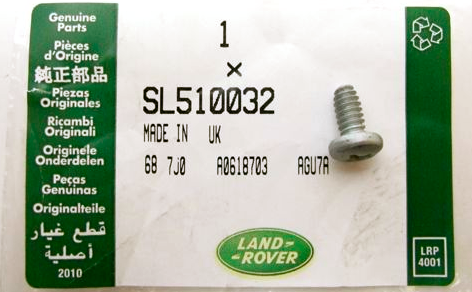 Genuine
Parts
Pièces
d'Origine
純正部品
Piezas
Originales
Ricambi
Originali
Originele
Onderdelen
Peças
Genuinas
Originalteile
قطع غيار
أصلية
2010
1
×
SL510032
MADE IN UK
68 7J0 A0618703 AGU7A
LAND
ROVER
LRP
4001